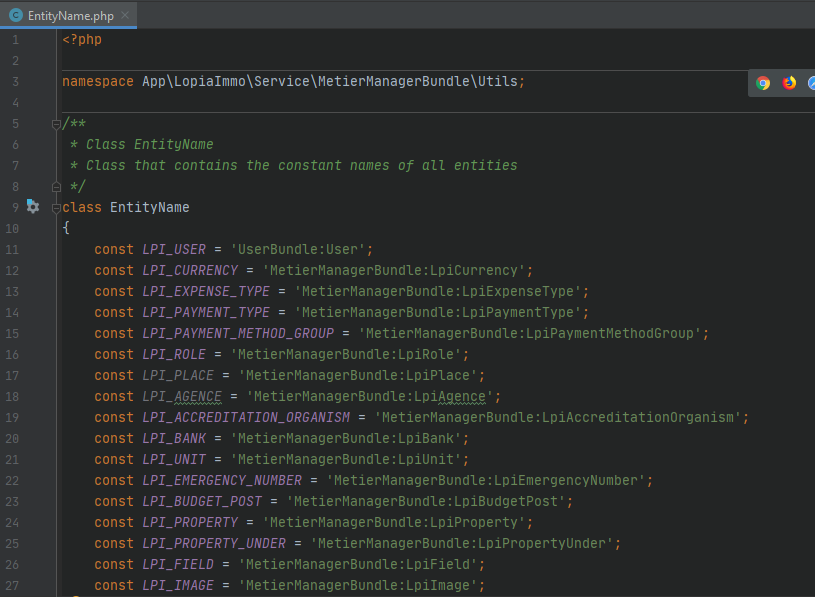 EntityName.php
1 <?php
2
3 namespace App\LopiaImmo\Service\MetierManagerBundle\Utils;
4
5 /**
6 * Class EntityName
7 * Class that contains the constant names of all entities
8 */
9 class EntityName
10 {
11 const LPI_USER = 'UserBundle:User';
12 const LPI_CURRENCY = 'MetierManagerBundle:LpiCurrency';
13 const LPI_EXPENSE_TYPE = 'MetierManagerBundle:LpiExpenseType';
14 const LPI_PAYMENT_TYPE = 'MetierManagerBundle:LpiPaymentType';
15 const LPI_PAYMENT_METHOD_GROUP = 'MetierManagerBundle:LpiPaymentMethodGroup';
16 const LPI_ROLE = 'MetierManagerBundle:LpiRole';
17 const LPI_PLACE = 'MetierManagerBundle:LpiPlace';
18 const LPI_AGENCE = 'MetierManagerBundle:LpiAgence';
19 const LPI_ACCREDITATION_ORGANISM = 'MetierManagerBundle:LpiAccreditationOrganism';
20 const LPI_BANK = 'MetierManagerBundle:LpiBank';
21 const LPI_UNIT = 'MetierManagerBundle:LpiUnit';
22 const LPI_EMERGENCY_NUMBER = 'MetierManagerBundle:LpiEmergencyNumber';
23 const LPI_BUDGET_POST = 'MetierManagerBundle:LpiBudgetPost';
24 const LPI_PROPERTY = 'MetierManagerBundle:LpiProperty';
25 const LPI_PROPERTY_UNDER = 'MetierManagerBundle:LpiPropertyUnder';
26 const LPI_FIELD = 'MetierManagerBundle:LpiField';
27 const LPI_IMAGE = 'MetierManagerBundle:LpiImage';